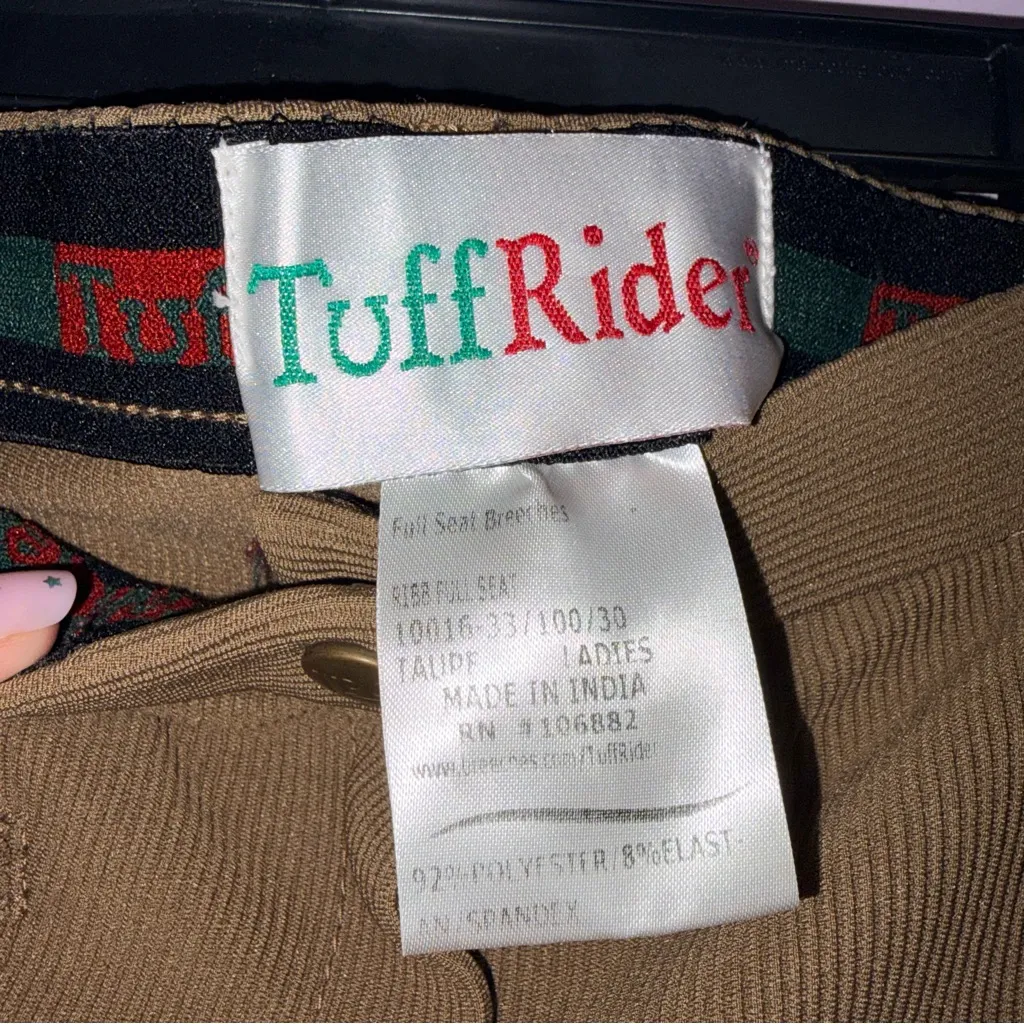 TuffRider®
Tuff
Full Seat Breeches
RIBB FULL SEAT
10016-33/100/30
TAUPE LADIES
MADE IN INDIA
RN #106882
www.breeches.com/TuffRider
92%POLYESTER/8%ELAST-
AN/SPANDEX